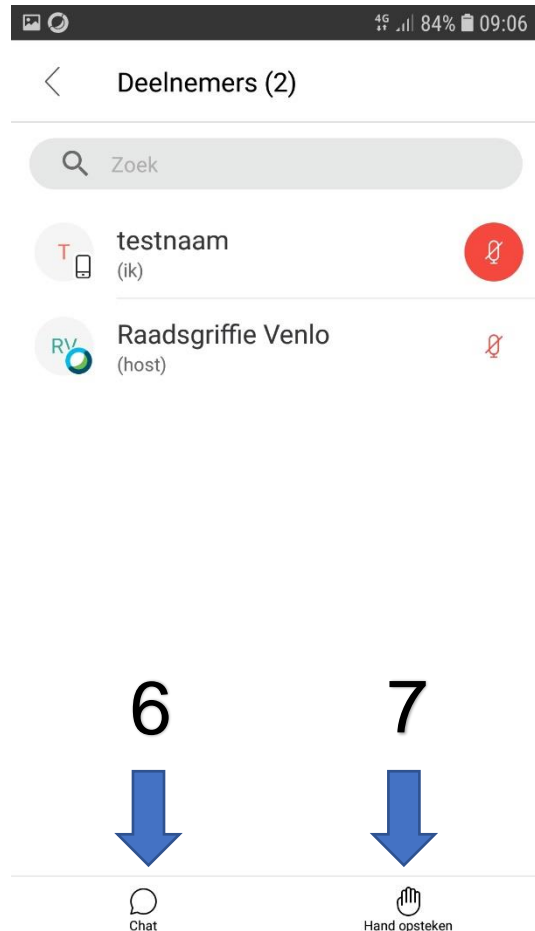 4G 84% 09:06
Deelnemers (2)
Zoek
T testnaam
(ik)
RV Raadsgriffie Venlo
(host)
6 7
Chat Hand opsteken